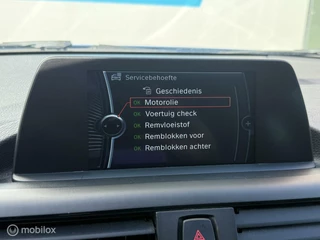 Servicebehoefte
Geschiedenis
OK Motorolie
OK Voertuig check
OK Remvloeistof
OK Remblokken voor
OK Remblokken achter
mobilox